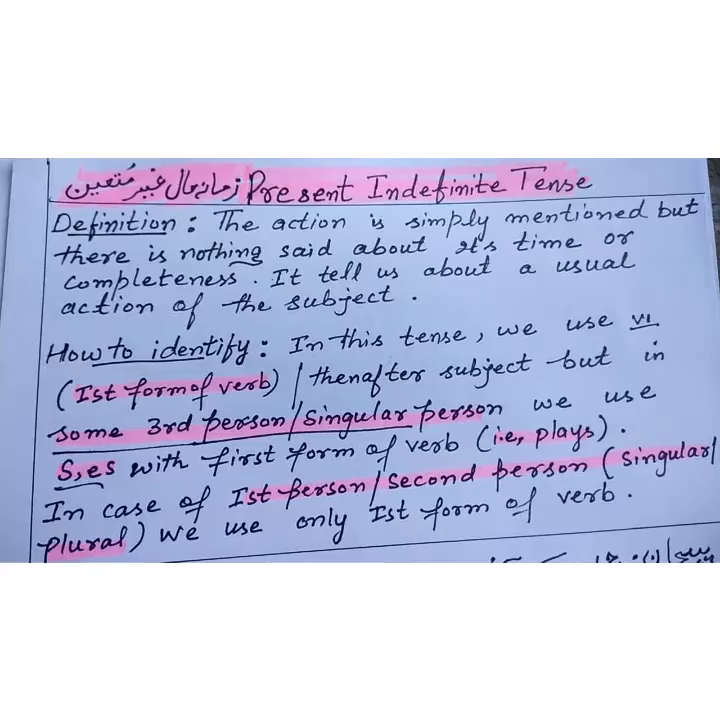 زمانہ حال غیر مُتعین Present Indefinite Tense
Definition : The action is simply mentioned but
there is nothing said about it's time or
completeness. It tell us about a usual
action of the subject.
How to identify : In this tense, we use V1
(Ist form of verb) / thenafter subject but in
some 3rd person/singular person we use
S,es with first form of verb (i.e, plays).
In case of Ist person/second person (singular/
plural) we use only Ist form of verb.